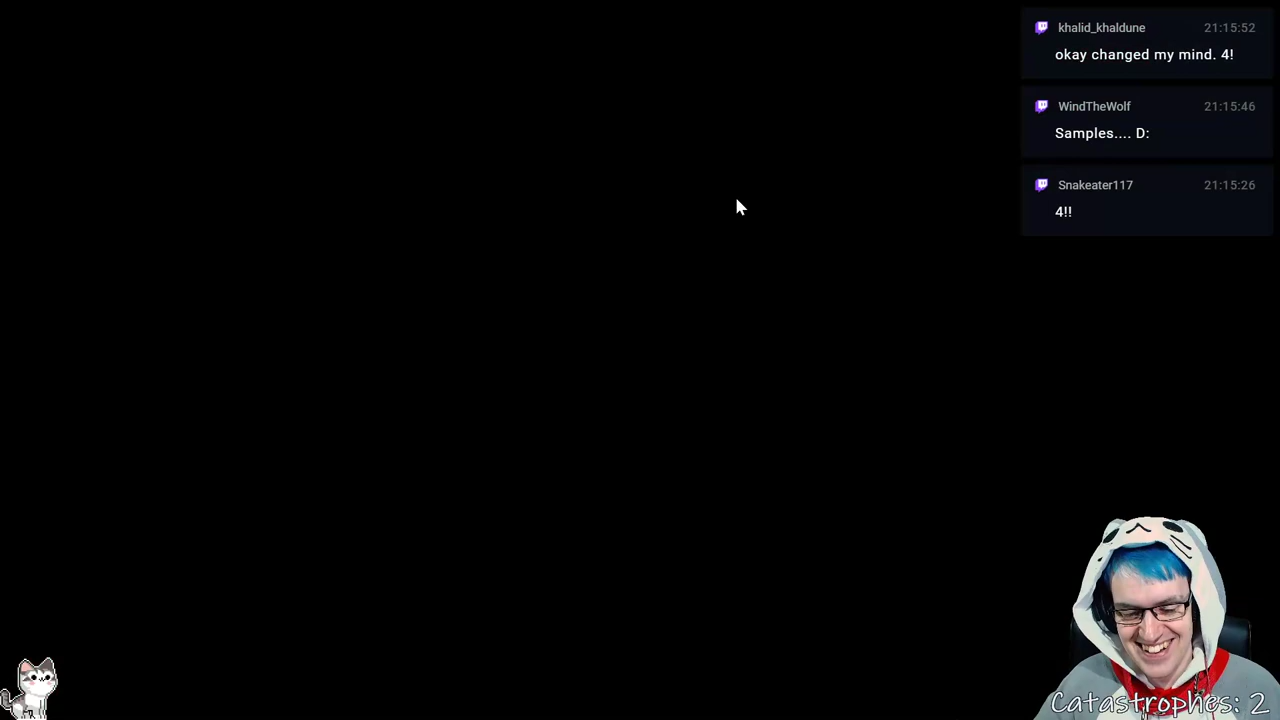 khalid_khaldune 21:15:52
okay changed my mind. 4!
WindTheWolf 21:15:46
Samples.... D:
Snakeater117 21:15:26
4!!
Catastrophes: 2